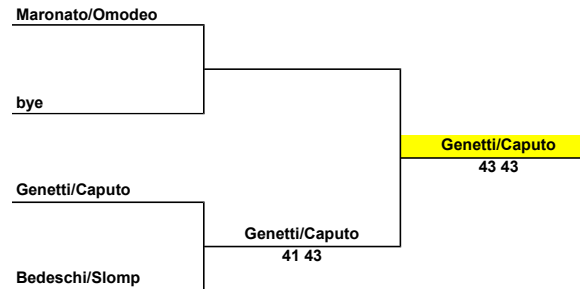 Maronato/Omodeo
bye
Genetti/Caputo
43 43
Genetti/Caputo
Genetti/Caputo
41 43
Bedeschi/Slomp